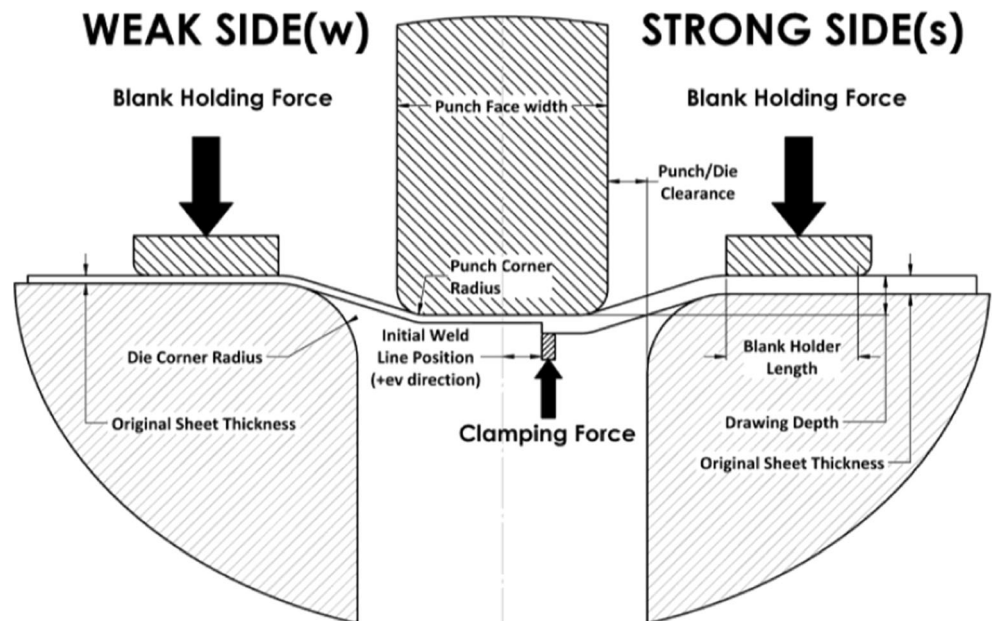 WEAK SIDE(w)
STRONG SIDE(s)
Blank Holding Force
Blank Holding Force
Punch Face width
Punch/Die
Clearance
Punch Corner
Radius
Initial Weld
Line Position
(+ev direction)
Die Corner Radius
Blank Holder
Length
Original Sheet Thickness
Drawing Depth
Clamping Force
Original Sheet Thickness